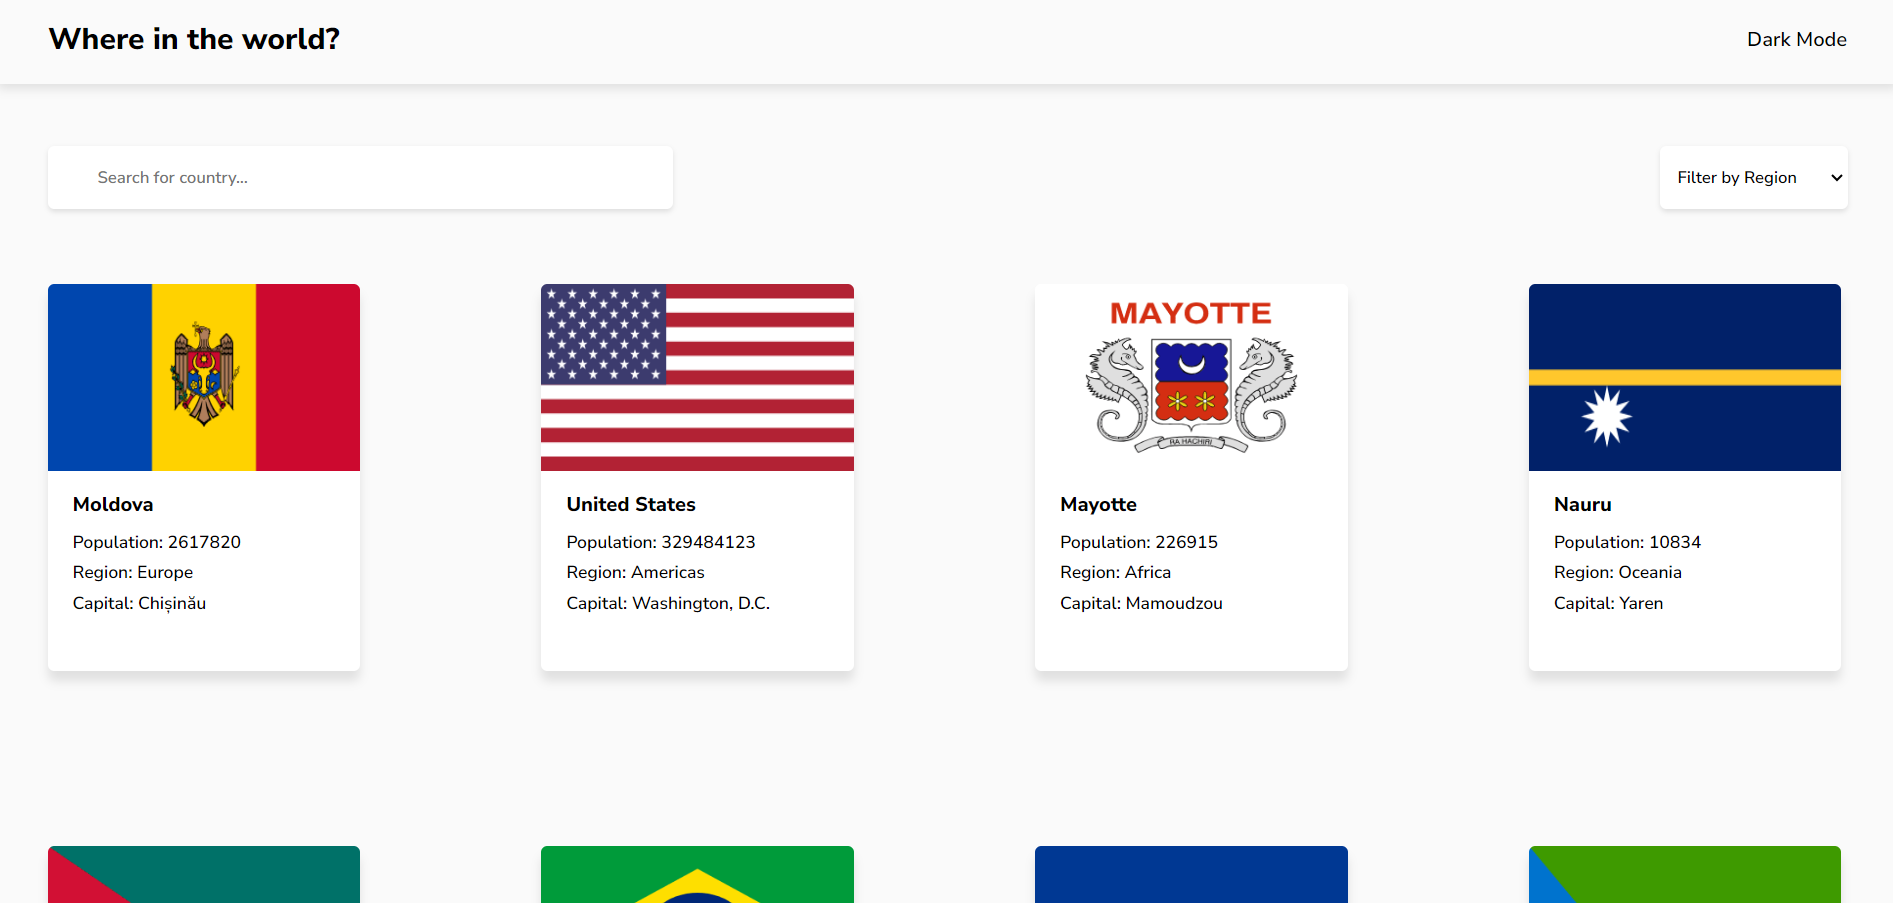 Where in the world?
Dark Mode
Search for country...
Filter by Region
MAYOTTE
RA HACHIRI
Moldova
Population: 2617820
Region: Europe
Capital: Chișinău
United States
Population: 329484123
Region: Americas
Capital: Washington, D.C.
Mayotte
Population: 226915
Region: Africa
Capital: Mamoudzou
Nauru
Population: 10834
Region: Oceania
Capital: Yaren